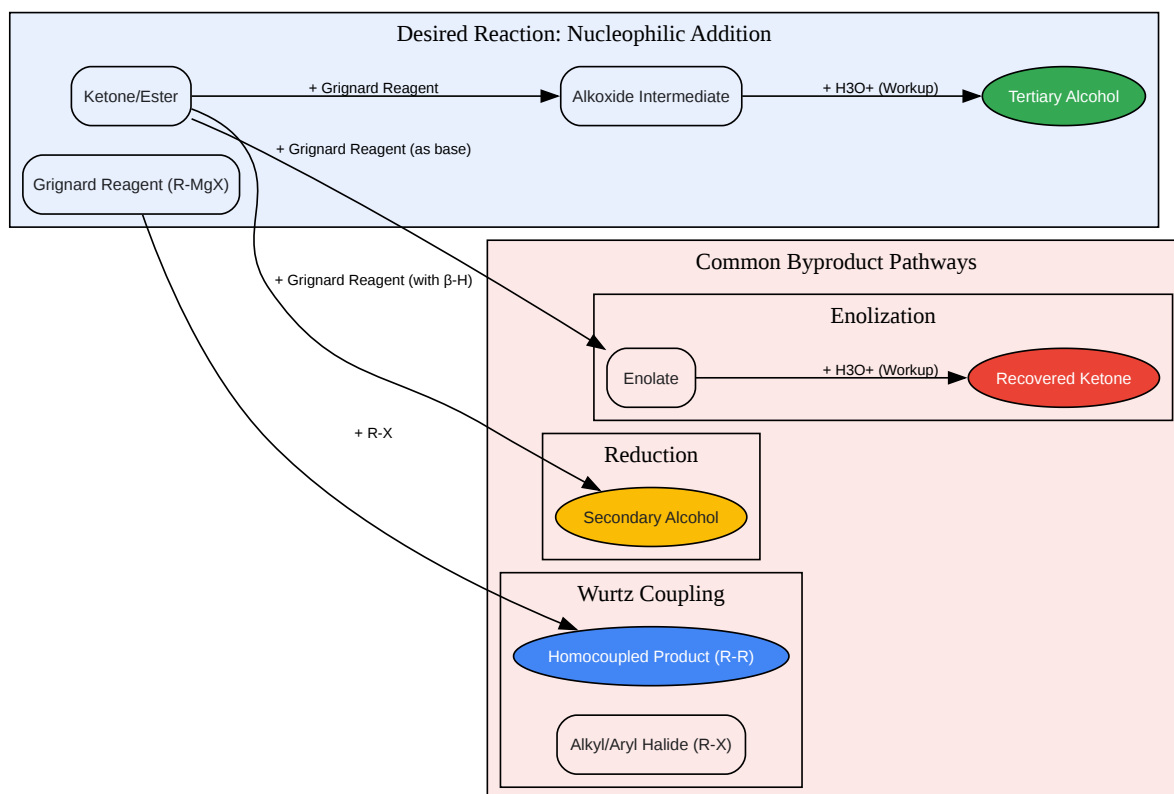 Desired Reaction: Nucleophilic Addition
Ketone/Ester
+ Grignard Reagent
Alkoxide Intermediate
+ H3O+ (Workup)
Tertiary Alcohol
+ Grignard Reagent (as base)
Grignard Reagent (R-MgX)
Common Byproduct Pathways
+ Grignard Reagent (with β-H)
Enolization
Enolate
+ H3O+ (Workup)
Recovered Ketone
+ R-X
Reduction
Secondary Alcohol
Wurtz Coupling
Homocoupled Product (R-R)
Alkyl/Aryl Halide (R-X)